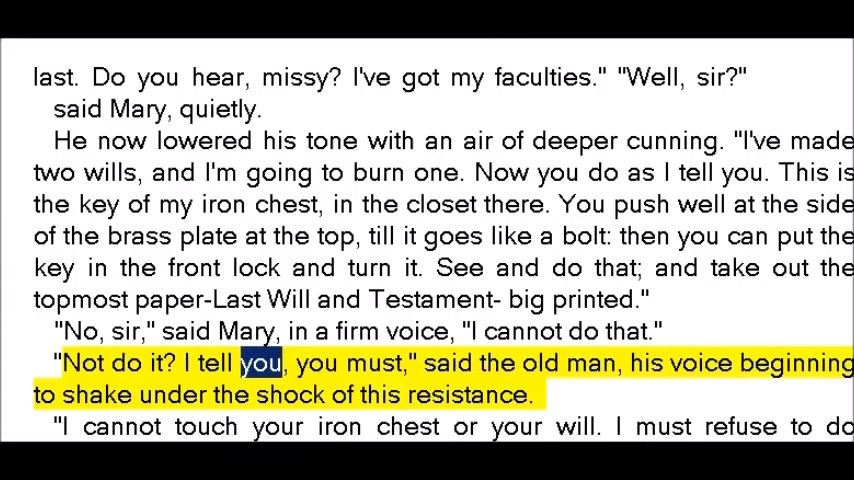 last. Do you hear, missy? I've got my faculties." "Well, sir?"
said Mary, quietly.
He now lowered his tone with an air of deeper cunning. "I've made
two wills, and I'm going to burn one. Now you do as I tell you. This is
the key of my iron chest, in the closet there. You push well at the side
of the brass plate at the top, till it goes like a bolt: then you can put the
key in the front lock and turn it. See and do that; and take out the
topmost paper-Last Will and Testament- big printed."
"No, sir," said Mary, in a firm voice, "I cannot do that."
"Not do it? I tell you, you must," said the old man, his voice beginning
to shake under the shock of this resistance.
"I cannot touch your iron chest or your will. I must refuse to do